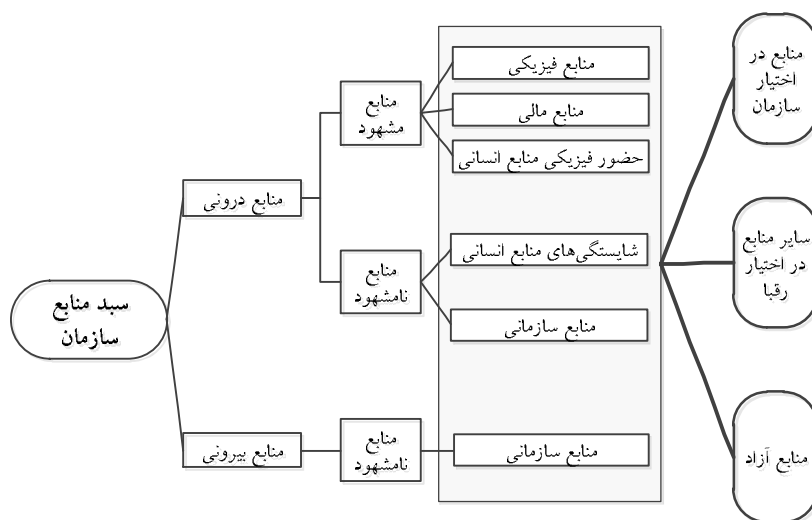 سبد منابع
سازمان
منابع درونی
منابع بیرونی
منابع
مشهود
منابع
نامشهود
منابع
نامشهود
منابع فیزیکی
منابع مالی
حضور فیزیکی منابع انسانی
شایستگی‌های منابع انسانی
منابع سازمانی
منابع سازمانی
منابع در
اختیار
سازمان
سایر منابع
در اختیار
رقبا
منابع آزاد